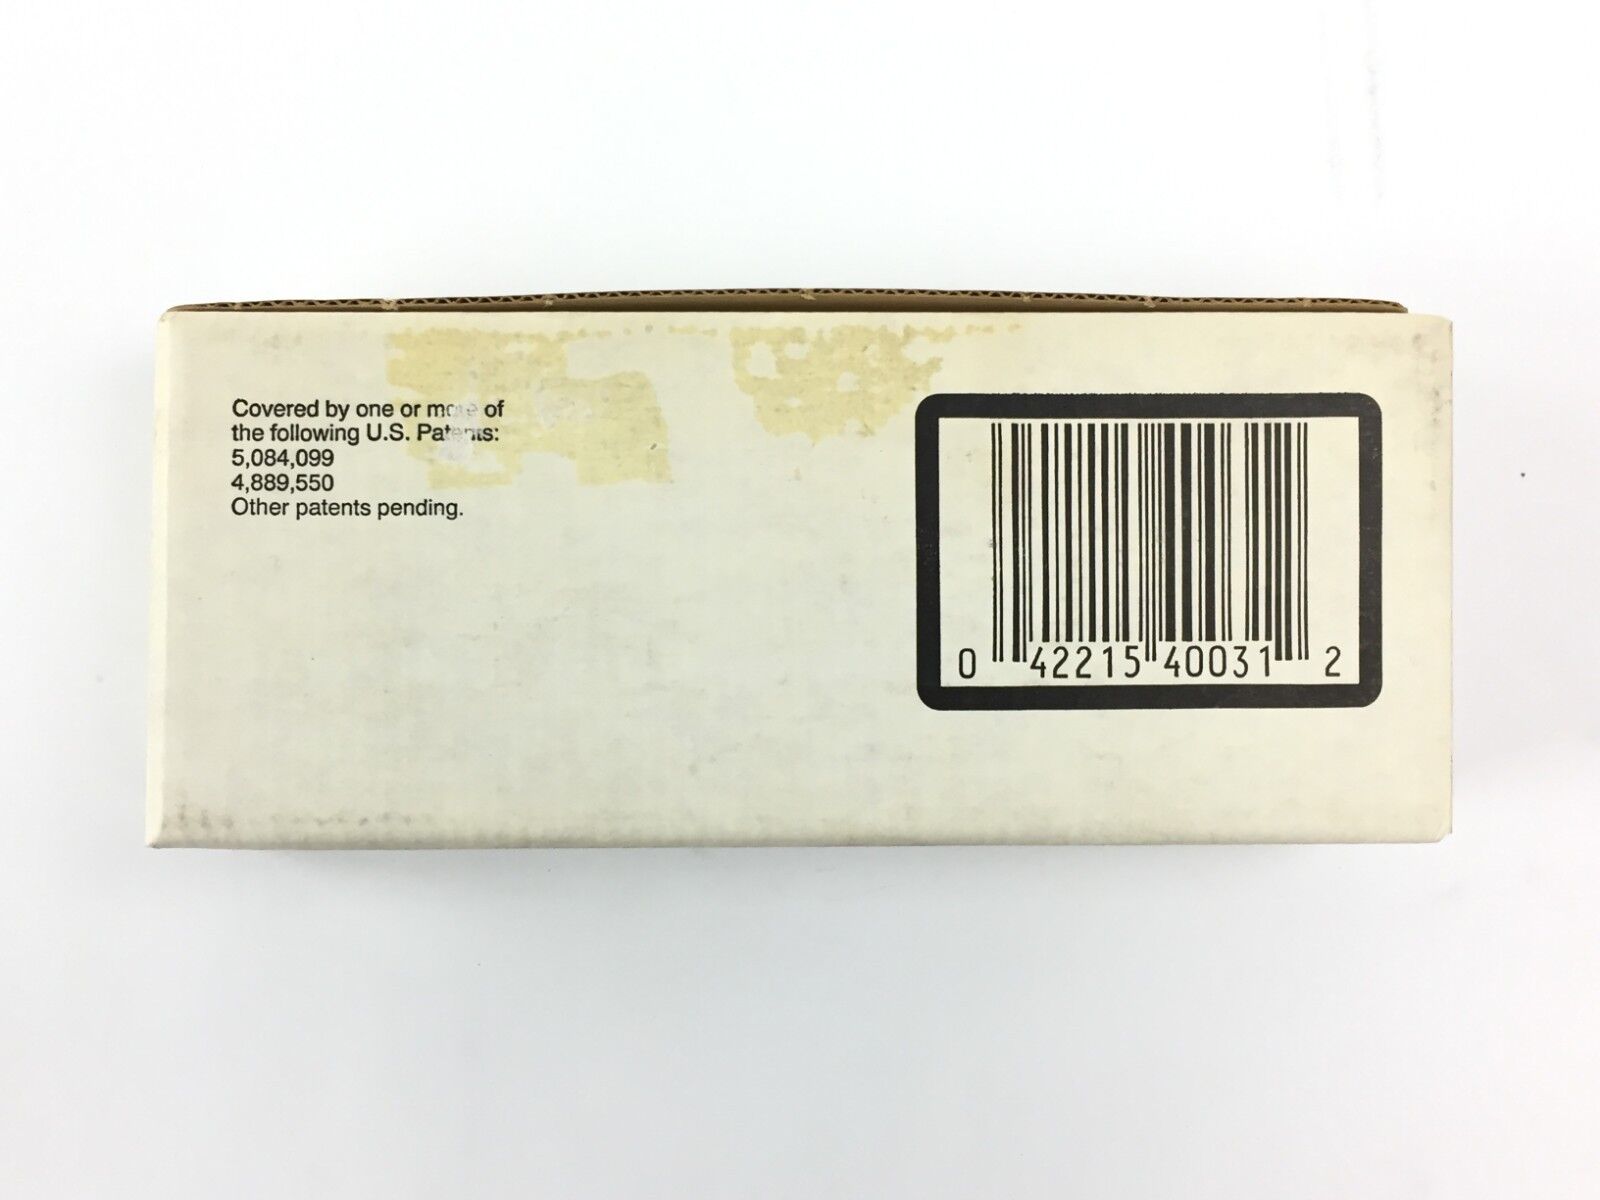 Covered by one or more of
the following U.S. Patents:
5,084,099
4,889,550
Other patents pending.
0 42215 40031 2